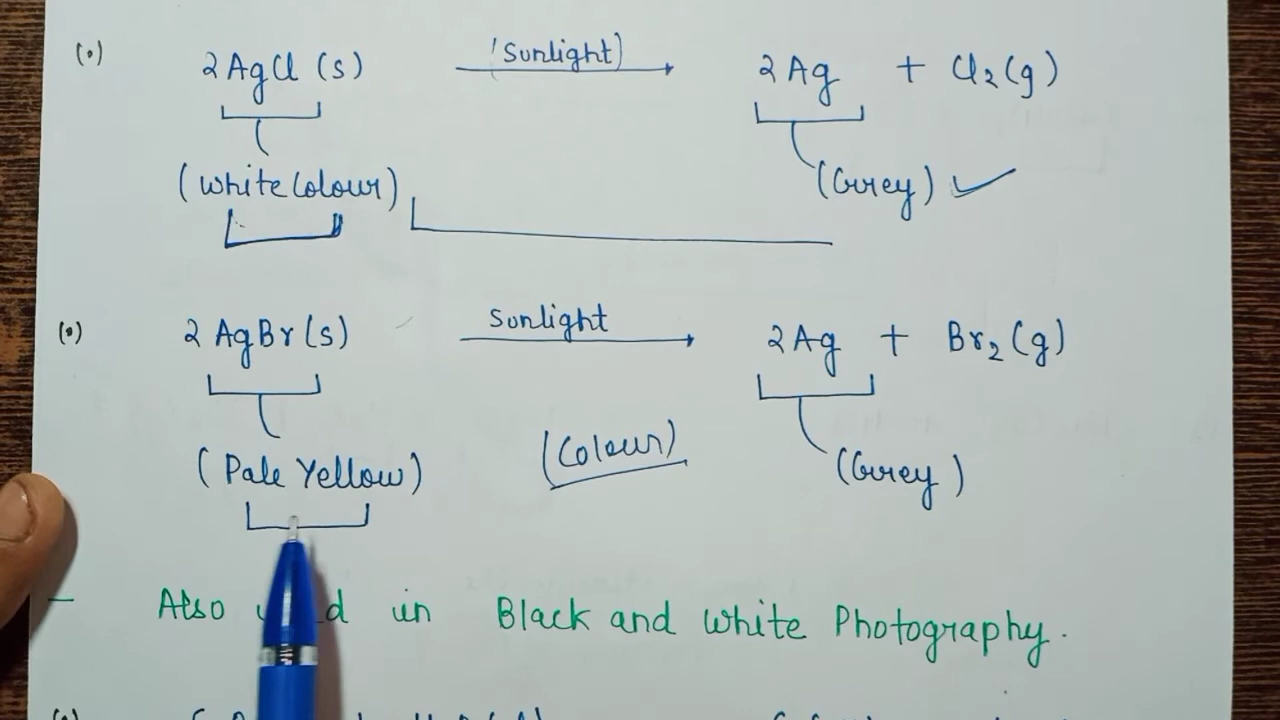 (•) 2AgCl (s) (Sunlight) 2Ag + Cl₂(g)
(White Colour) (Grey) ✓
(•) 2AgBr(s) Sunlight 2Ag + Br₂(g)
(Pale Yellow) (Colour) (Grey)
– Also in Black and White Photography.